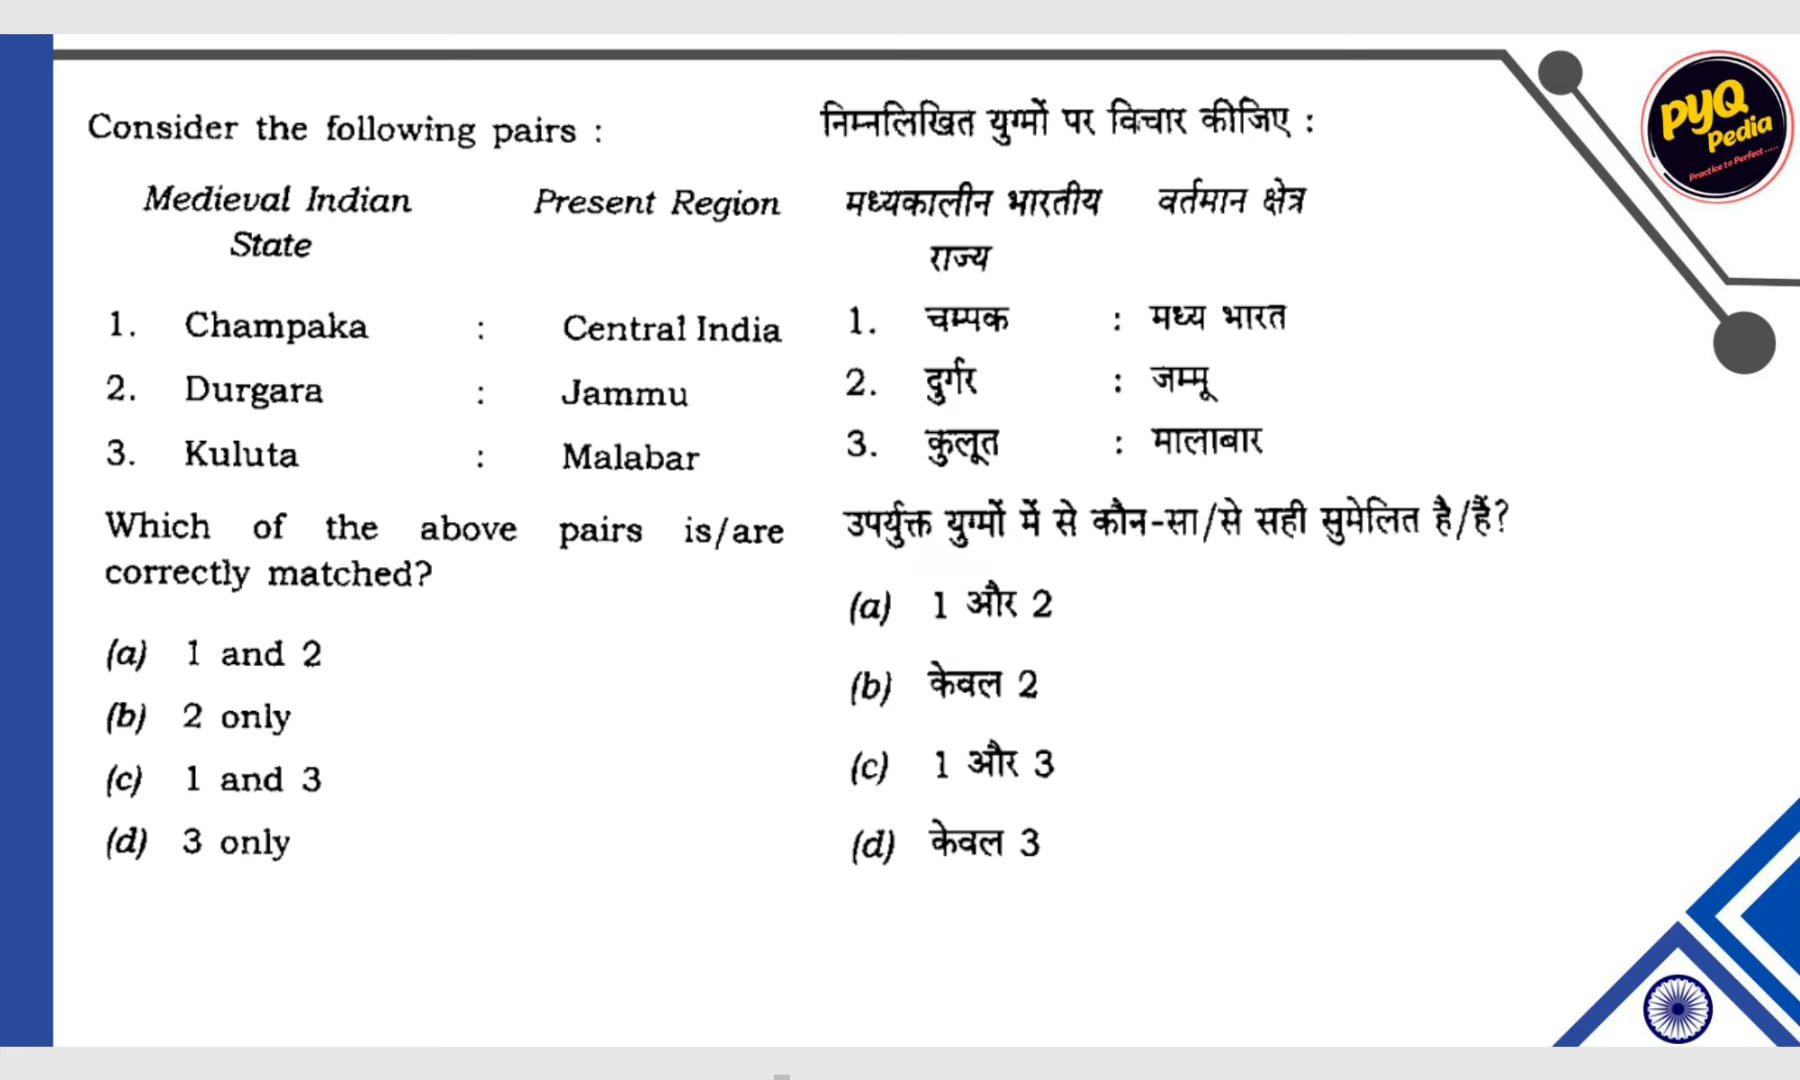 Consider the following pairs :
Medieval Indian Present Region
State
1. Champaka : Central India
2. Durgara : Jammu
3. Kuluta : Malabar
Which of the above pairs is/are
correctly matched?
(a) 1 and 2
(b) 2 only
(c) 1 and 3
(d) 3 only
निम्नलिखित युग्मों पर विचार कीजिए :
मध्यकालीन भारतीय वर्तमान क्षेत्र
राज्य
1. चम्पक : मध्य भारत
2. दुर्गर : जम्मू
3. कुलूत : मालाबार
उपर्युक्त युग्मों में से कौन-सा/से सही सुमेलित है/हैं?
(a) 1 और 2
(b) केवल 2
(c) 1 और 3
(d) केवल 3
PYQ
Pedia
Practice to Perfect.....